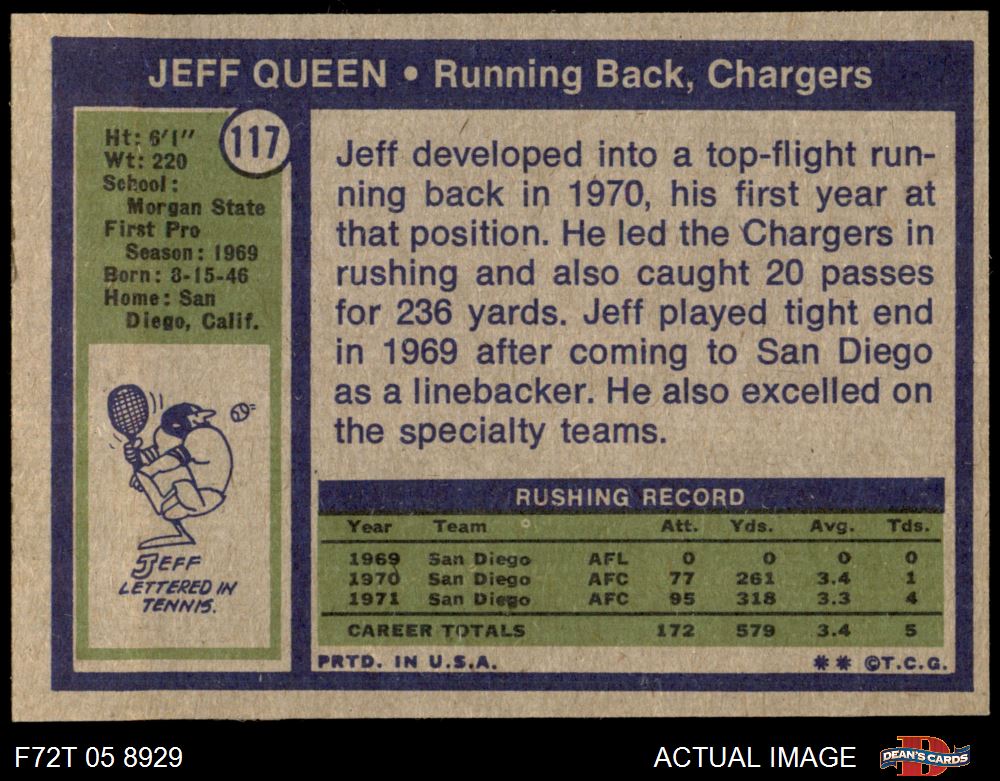 JEFF QUEEN • Running Back, Chargers
117
Ht: 6'1"
Wt: 220
School:
Morgan State
First Pro
Season: 1969
Born: 8-15-46
Home: San
Diego, Calif.
JEFF
LETTERED IN
TENNIS.
Jeff developed into a top-flight run-
ning back in 1970, his first year at
that position. He led the Chargers in
rushing and also caught 20 passes
for 236 yards. Jeff played tight end
in 1969 after coming to San Diego
as a linebacker. He also excelled on
the specialty teams.
RUSHING RECORD
Year Team Att. Yds. Avg. Tds.
1969 San Diego AFL 0 0 0 0
1970 San Diego AFC 77 261 3.4 1
1971 San Diego AFC 95 318 3.3 4
CAREER TOTALS 172 579 3.4 5
PRTD. IN U.S.A. ** ©T.C.G.
F72T 05 8929 ACTUAL IMAGE DEAN'S CARDS